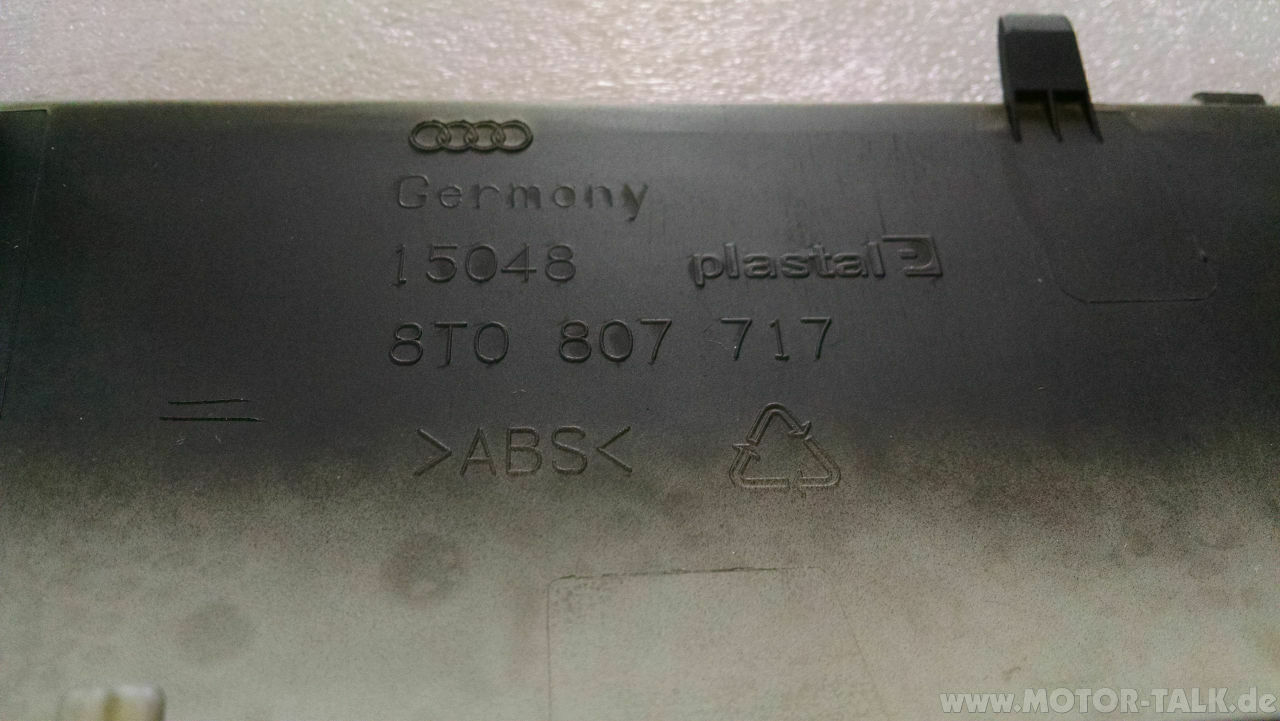 Germany
15048
plastal
8T0 807 717
>ABS<
www.MOTOR-TALK.de